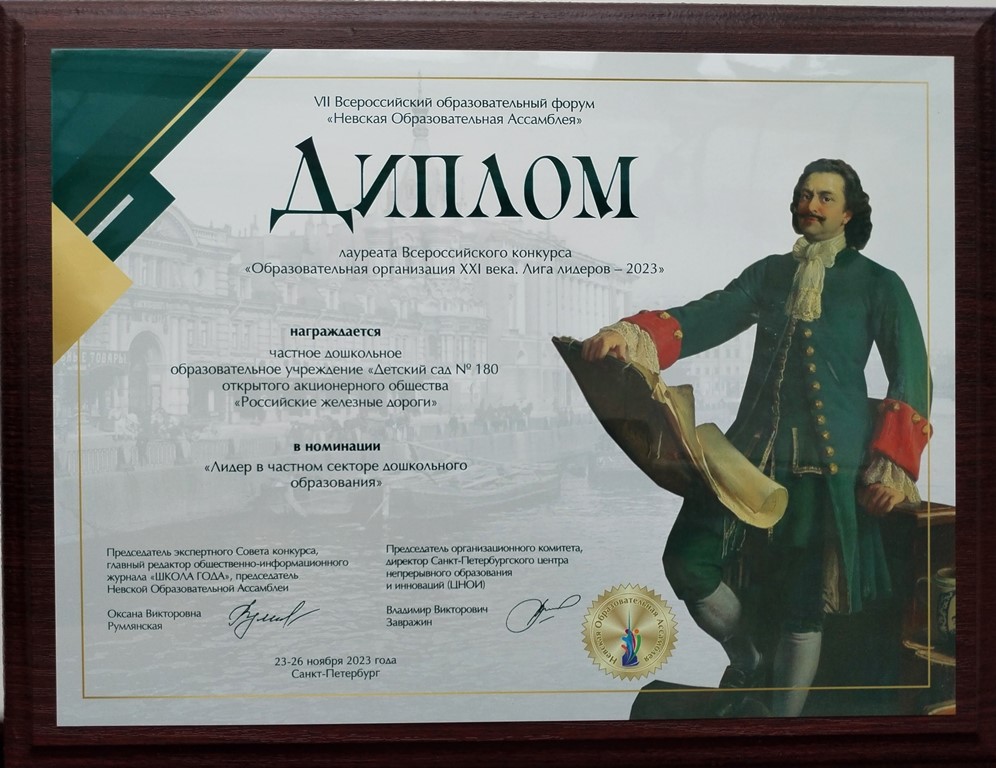 VII Всероссийский образовательный форум
«Невская Образовательная Ассамблея»
Диплом
лауреата Всероссийского конкурса
«Образовательная организация XXI века. Лига лидеров – 2023»
награждается
частное дошкольное
образовательное учреждение «Детский сад № 180
открытого акционерного общества
«Российские железные дороги»
в номинации
«Лидер в частном секторе дошкольного
образования»
Председатель экспертного Совета конкурса,
главный редактор общественно-информационного
журнала «ШКОЛА ГОДА», председатель
Невской Образовательной Ассамблеи
Оксана Викторовна
Румлянская
Председатель организационного комитета,
директор Санкт-Петербургского центра
непрерывного образования
и инноваций (ЦНОИ)
Владимир Викторович
Завражин
Невская Образовательная Ассамблея
23-26 ноября 2023 года
Санкт-Петербург